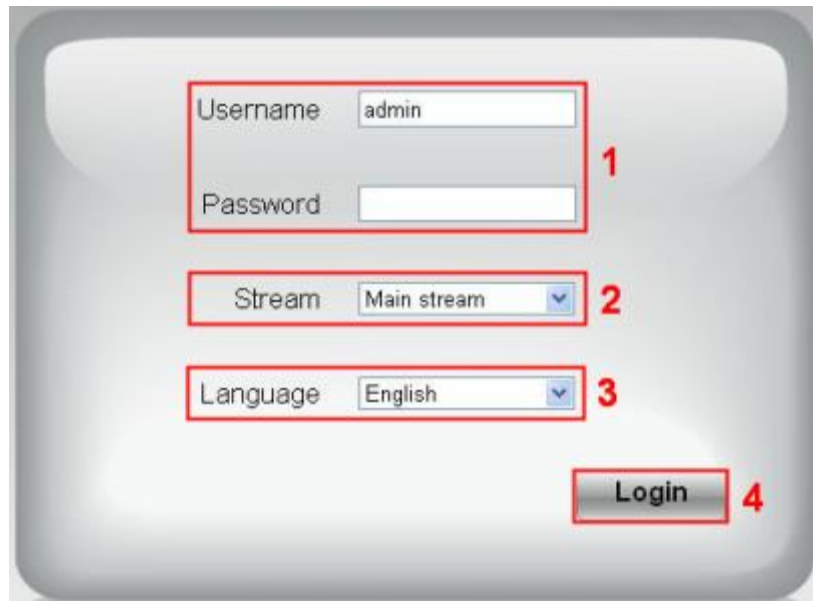 Username admin
1
Password
Stream Main stream 2
Language English 3
Login 4